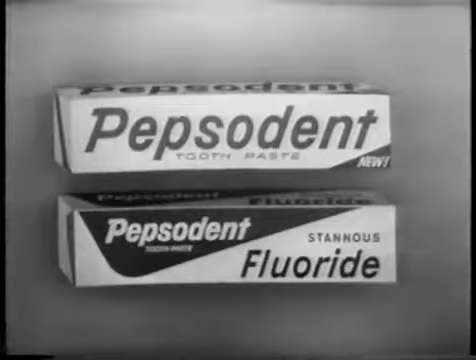 Pepsodent
Pepsodent
TOOTH PASTE
NEW!
Pepsodent
Fluoride
Pepsodent
TOOTH PASTE
STANNOUS
Fluoride